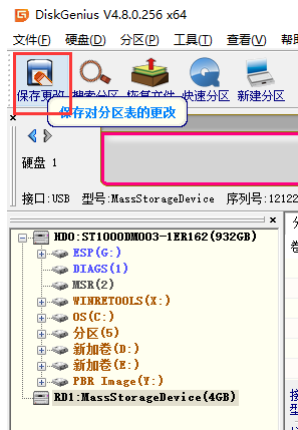 DiskGenius V4.8.0.256 x64
文件(F) 硬盘(D) 分区(P) 工具(T) 查看(V) 帮
保存更改 搜索分区 恢复文件 快速分区 新建分区
保存对分区表的更改
硬盘 1
接口:USB 型号:MassStorageDevice 序列号:12122
HD0:ST1000DM003-1ER162(932GB)
ESP(G:)
DIAGS(1)
MSR(2)
WINRETOOLS(X:)
OS(C:)
分区(5)
新加卷(D:)
新加卷(E:)
PBR Image(Y:)
RD1:MassStorageDevice(4GB)